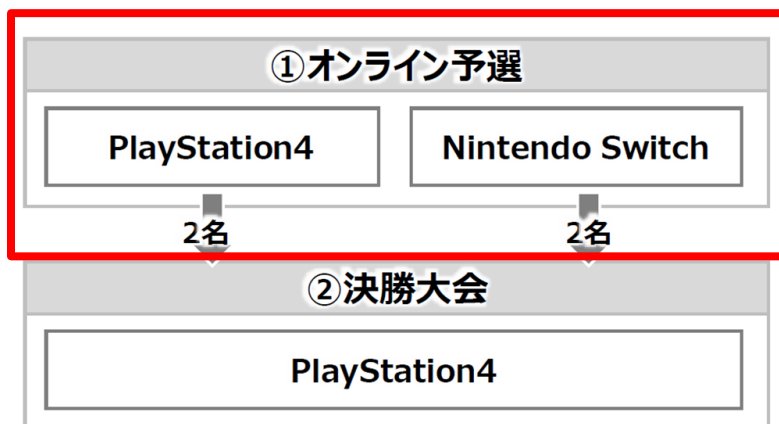 ①オンライン予選
PlayStation4
Nintendo Switch
2名
2名
②決勝大会
PlayStation4